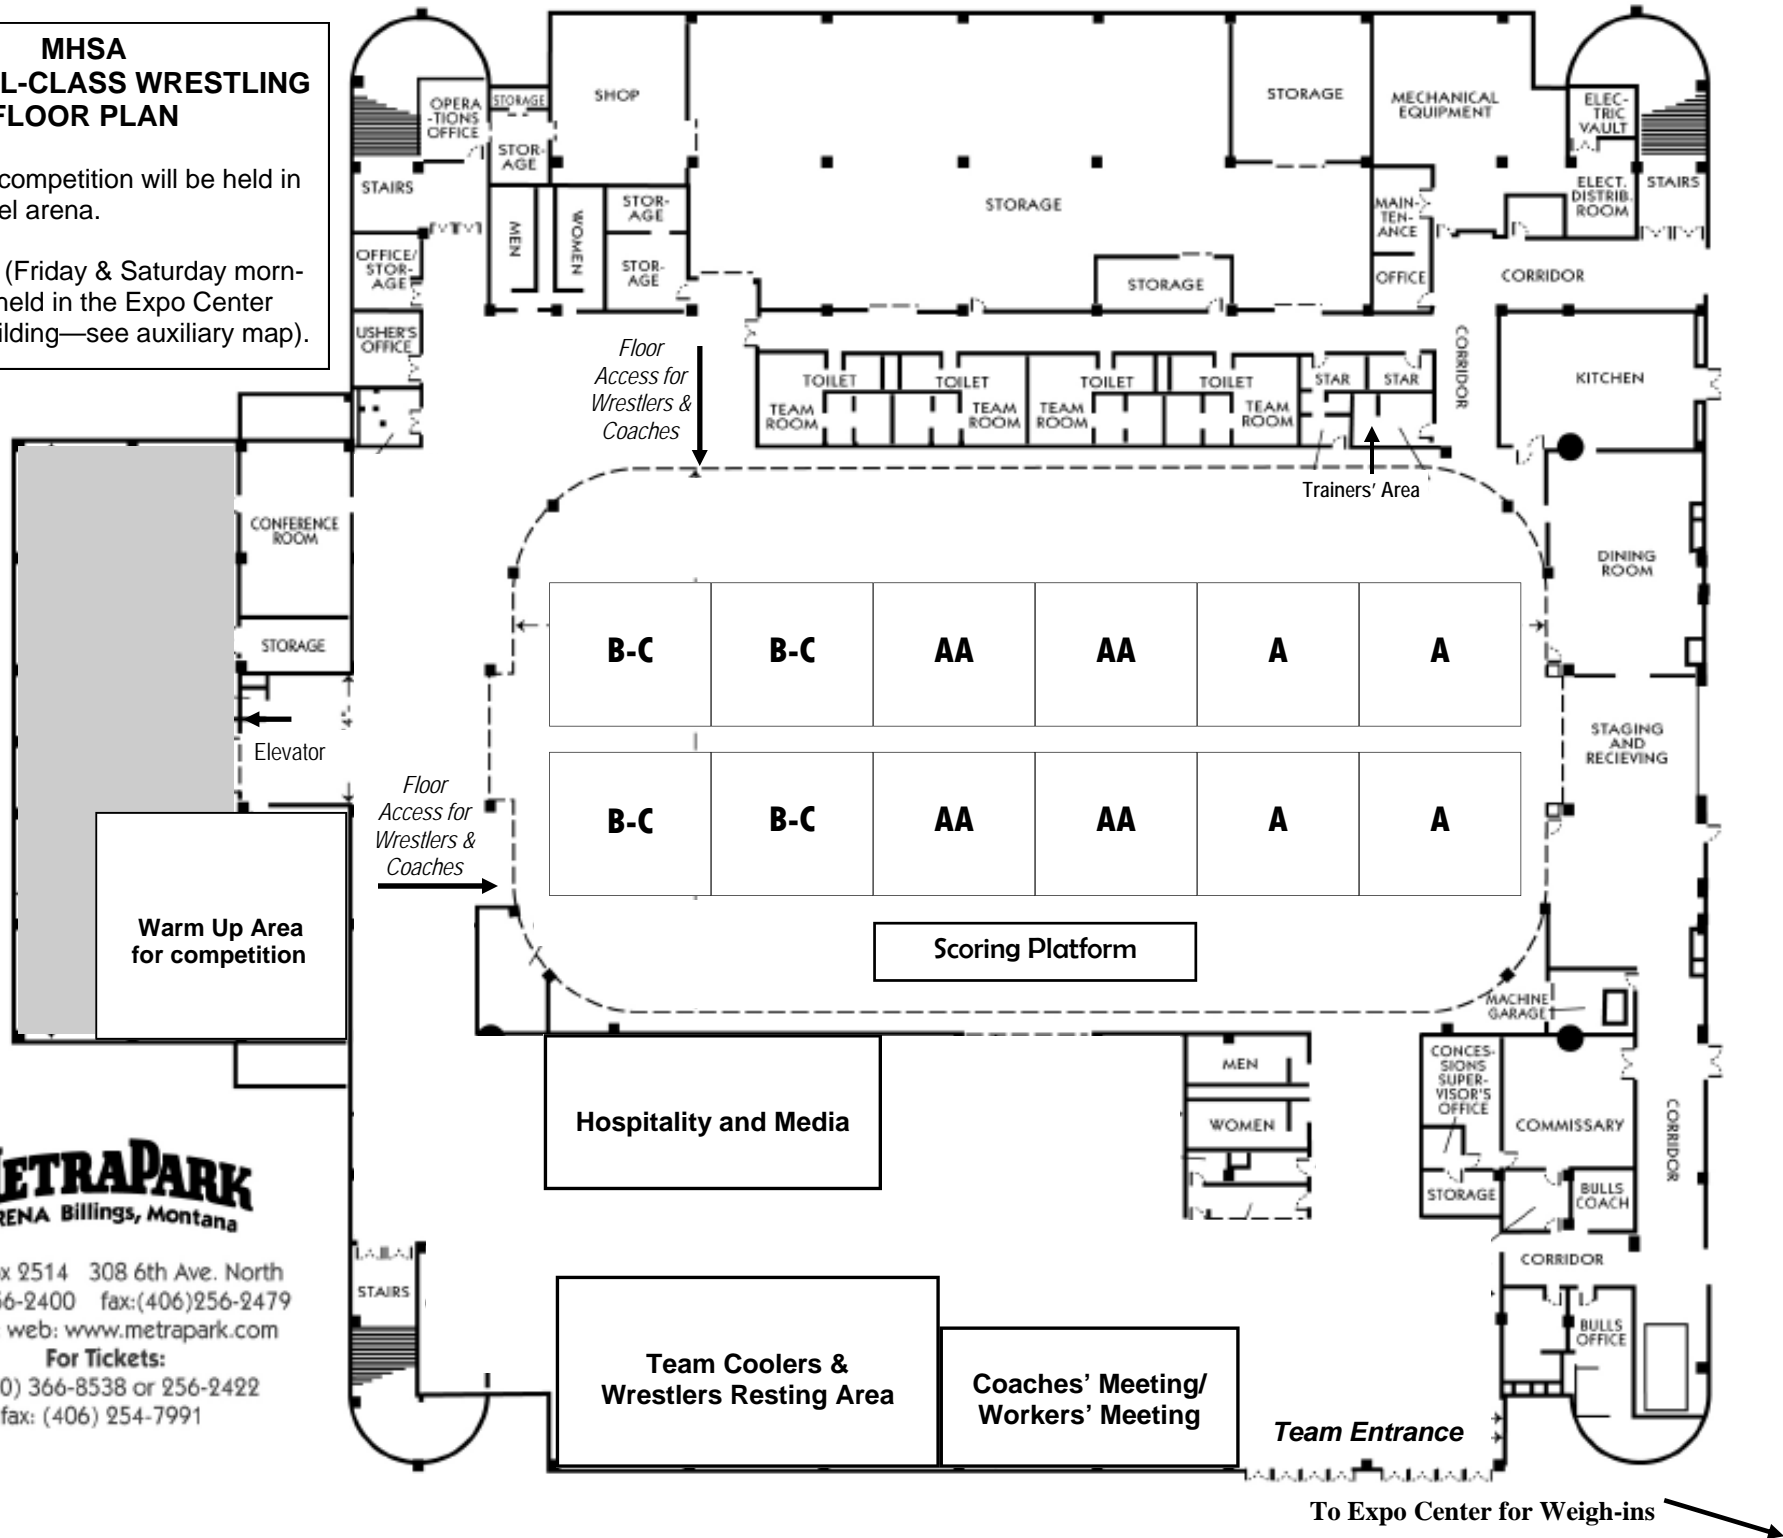 MHSA
L-CLASS WRESTLING
FLOOR PLAN
competition will be held in
el arena.
(Friday & Saturday morn-
held in the Expo Center
ilding—see auxiliary map).
OPERA
-TIONS
OFFICE
STORAGE
STOR-
AGE
SHOP
STORAGE
MECHANICAL
EQUIPMENT
ELEC-
TRIC
VAULT
STAIRS
MEN
WOMEN
STOR-
AGE
STOR-
AGE
STORAGE
MAIN-
TEN-
ANCE
ELECT.
DISTRIB.
ROOM
STAIRS
OFFICE/
STOR-
AGE
STORAGE
OFFICE
CORRIDOR
USHER'S
OFFICE
CORRIDOR
KITCHEN
Floor
Access for
Wrestlers &
Coaches
TOILET
TOILET
TOILET
TOILET
STAR
STAR
TEAM
ROOM
TEAM
ROOM
TEAM
ROOM
TEAM
ROOM
Trainers' Area
CONFERENCE
ROOM
DINING
ROOM
STORAGE
B-C B-C AA AA A A
4"
Elevator
STAGING
AND
RECIEVING
Floor
Access for
Wrestlers &
Coaches
B-C B-C AA AA A A
Warm Up Area
for competition
Scoring Platform
MACHINE
GARAGE
Hospitality and Media
MEN
WOMEN
CONCES-
SIONS
SUPER-
VISOR'S
OFFICE
COMMISSARY
CORRIDOR
STORAGE
BULLS
COACH
CORRIDOR
ETRAPARK
RENA Billings, Montana
x 2514 308 6th Ave. North
56-2400 fax:(406)256-2479
web: www.metrapark.com
For Tickets:
0) 366-8538 or 256-2422
fax: (406) 254-7991
STAIRS
Team Coolers &
Wrestlers Resting Area
Coaches' Meeting/
Workers' Meeting
Team Entrance
BULLS
OFFICE
To Expo Center for Weigh-ins